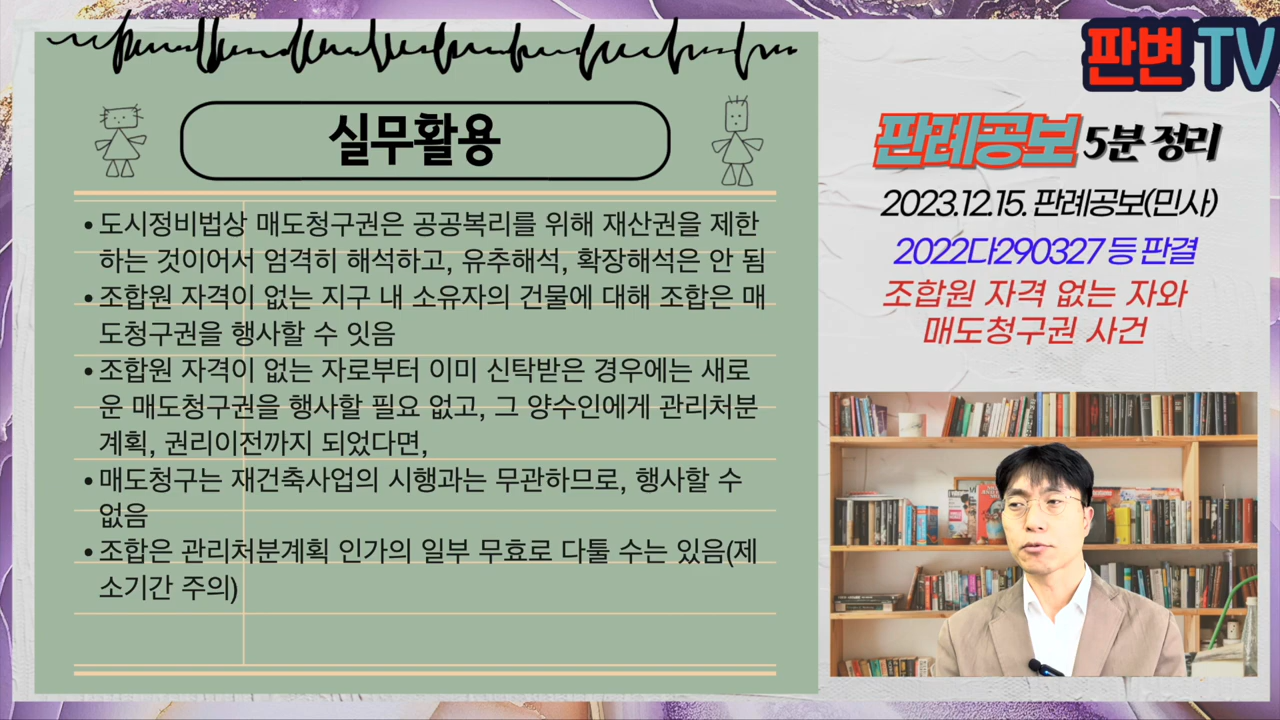 판변 TV
실무활용
• 도시정비법상 매도청구권은 공공복리를 위해 재산권을 제한
하는 것이어서 엄격히 해석하고, 유추해석, 확장해석은 안 됨
• 조합원 자격이 없는 지구 내 소유자의 건물에 대해 조합은 매
도청구권을 행사할 수 잇음
• 조합원 자격이 없는 자로부터 이미 신탁받은 경우에는 새로
운 매도청구권을 행사할 필요 없고, 그 양수인에게 관리처분
계획, 권리이전까지 되었다면,
• 매도청구는 재건축사업의 시행과는 무관하므로, 행사할 수
없음
• 조합은 관리처분계획 인가의 일부 무효로 다툴 수는 있음(제
소기간 주의)
판례공보 5분 정리
2023.12.15. 판례공보(민사)
2022다290327 등 판결
조합원 자격 없는 자와
매도청구권 사건